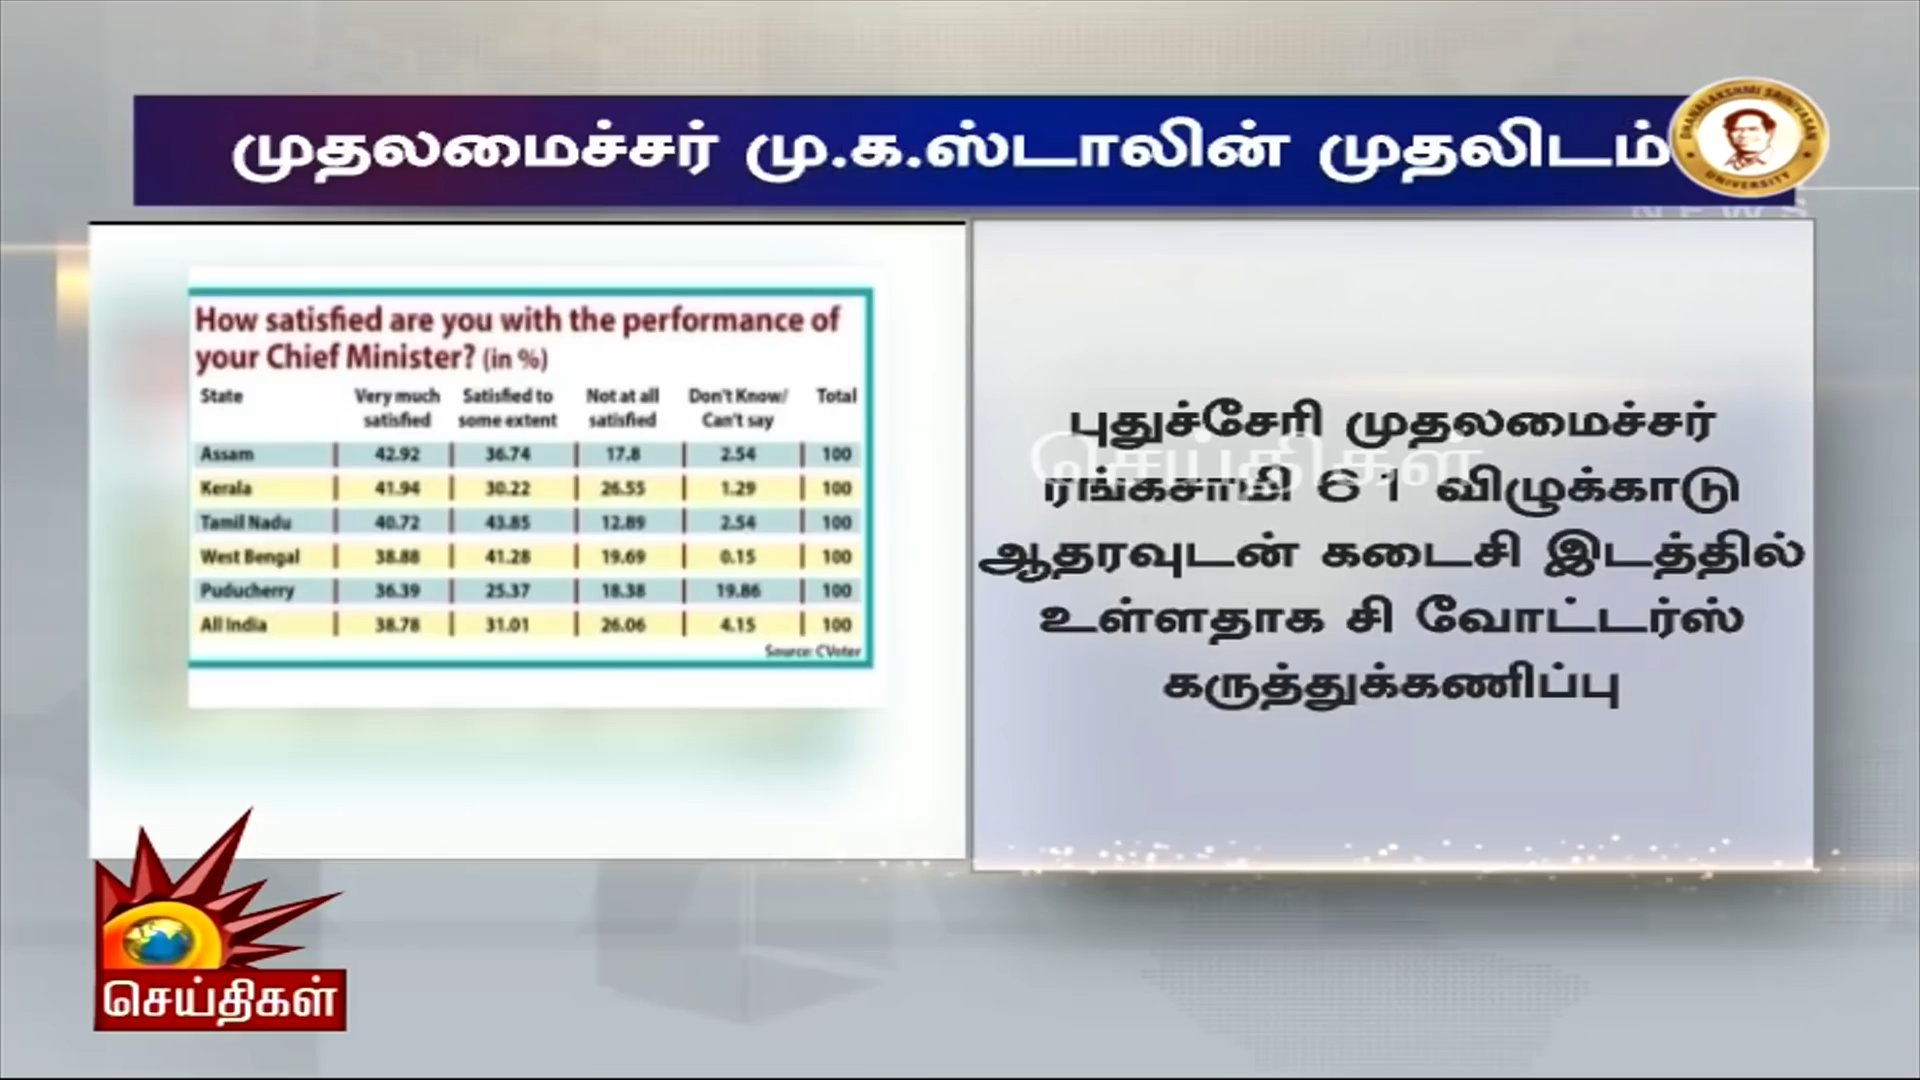 முதலமைச்சர் மு.க.ஸ்டாலின் முதலிடம்
DHANALAKSHMI SRINIVASAN
UNIVERSITY
NEWS
How satisfied are you with the performance of
your Chief Minister? (in %)
State Very much satisfied Satisfied to some extent Not at all satisfied Don't Know/ Can't say Total
Assam 42.92 36.74 17.8 2.54 100
Kerala 41.94 30.22 26.55 1.29 100
Tamil Nadu 40.72 43.85 12.89 2.54 100
West Bengal 38.88 41.28 19.69 0.15 100
Puducherry 36.39 25.37 18.38 19.86 100
All India 38.78 31.01 26.06 4.15 100
Source: CVoter
புதுச்சேரி முதலமைச்சர்
செய்திகள்
ரங்கசாமி 61 விழுக்காடு
ஆதரவுடன் கடைசி இடத்தில்
உள்ளதாக சி வோட்டர்ஸ்
கருத்துக்கணிப்பு
செய்திகள்